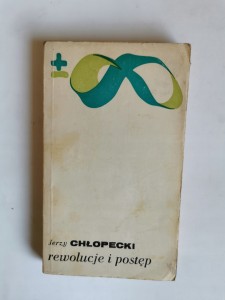 ±
jerzy CHŁOPECKI
rewolucje i postęp